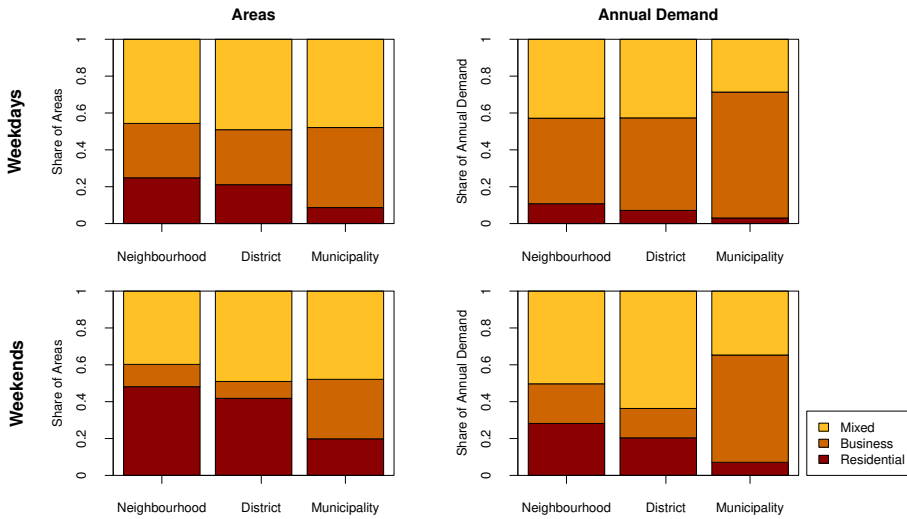 Areas
Annual Demand
Weekdays
Share of Areas
0 0.2 0.4 0.6 0.8 1
Neighbourhood District Municipality
Share of Annual Demand
0 0.2 0.4 0.6 0.8 1
Neighbourhood District Municipality
Weekends
Share of Areas
0 0.2 0.4 0.6 0.8 1
Neighbourhood District Municipality
Share of Annual Demand
0 0.2 0.4 0.6 0.8 1
Neighbourhood District Municipality
Mixed
Business
Residential